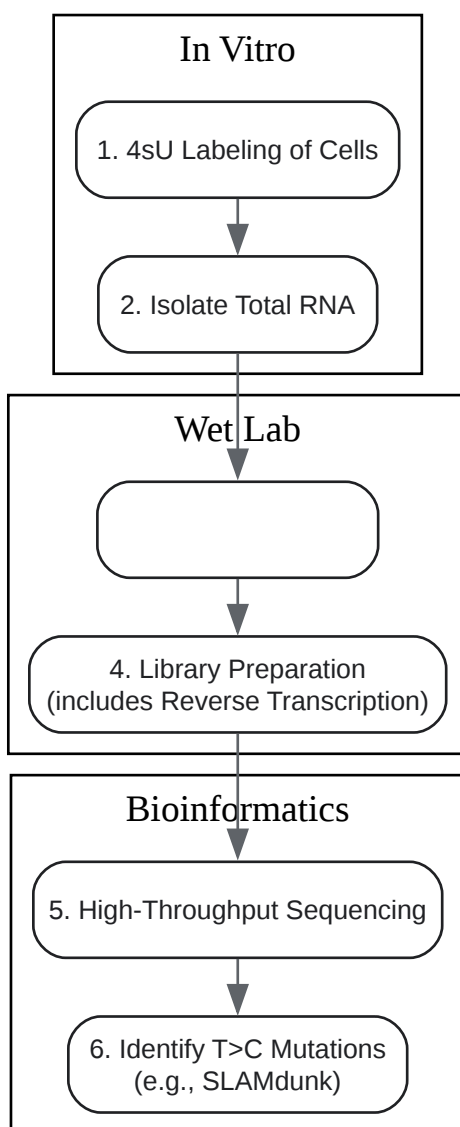 In Vitro
1. 4sU Labeling of Cells
2. Isolate Total RNA
Wet Lab
4. Library Preparation
(includes Reverse Transcription)
Bioinformatics
5. High-Throughput Sequencing
6. Identify T>C Mutations
(e.g., SLAMdunk)